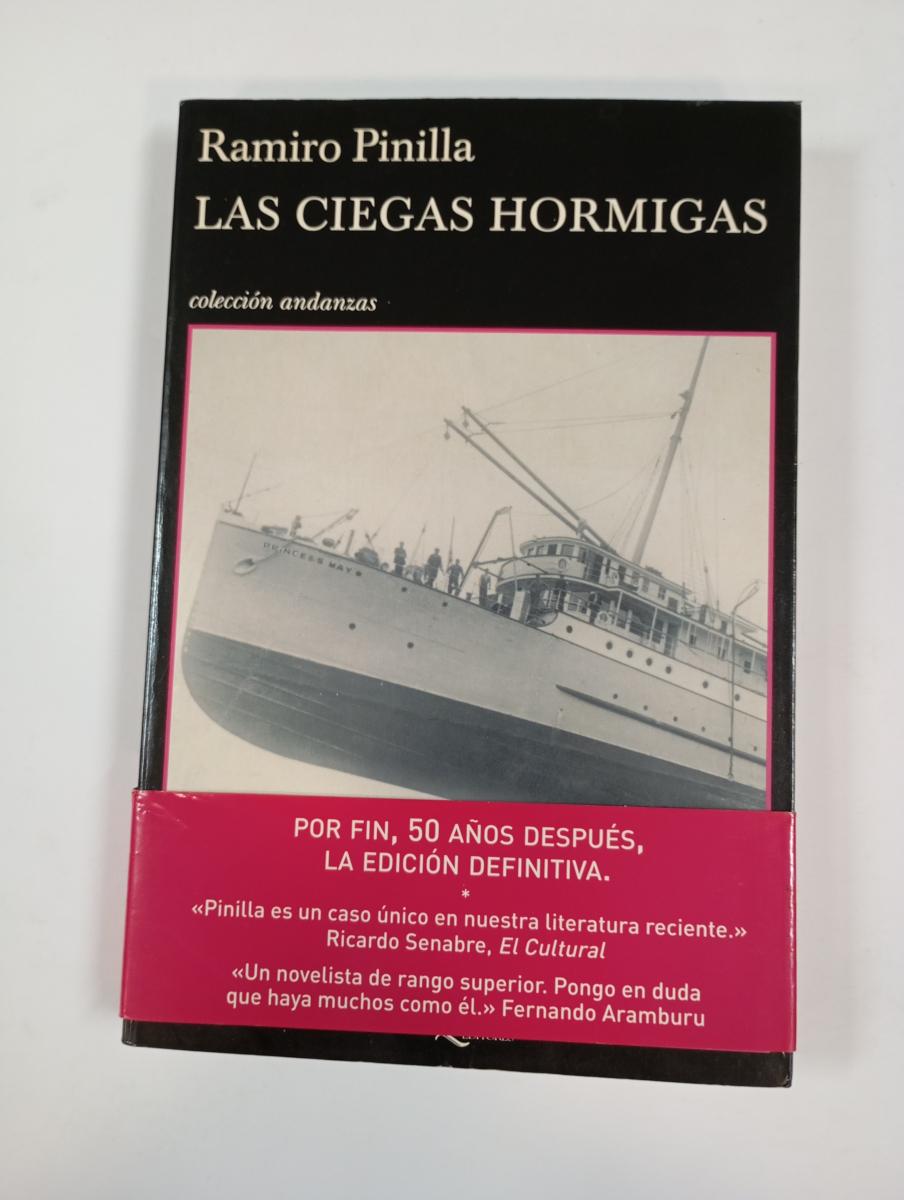 Ramiro Pinilla
LAS CIEGAS HORMIGAS
colección andanzas
PRINCESS MAY
POR FIN, 50 AÑOS DESPUÉS,
LA EDICIÓN DEFINITIVA.
*
«Pinilla es un caso único en nuestra literatura reciente.»
Ricardo Senabre, El Cultural
«Un novelista de rango superior. Pongo en duda
que haya muchos como él.» Fernando Aramburu